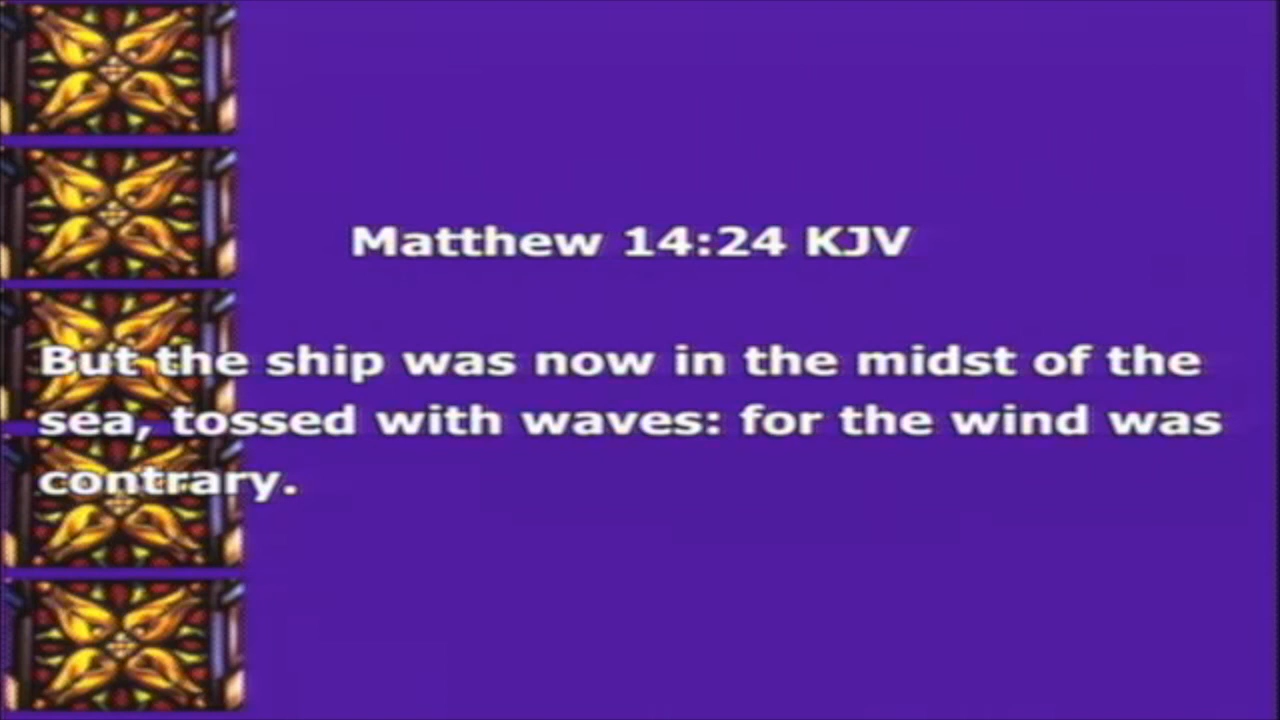 Matthew 14:24 KJV
But the ship was now in the midst of the
sea, tossed with waves: for the wind was
contrary.